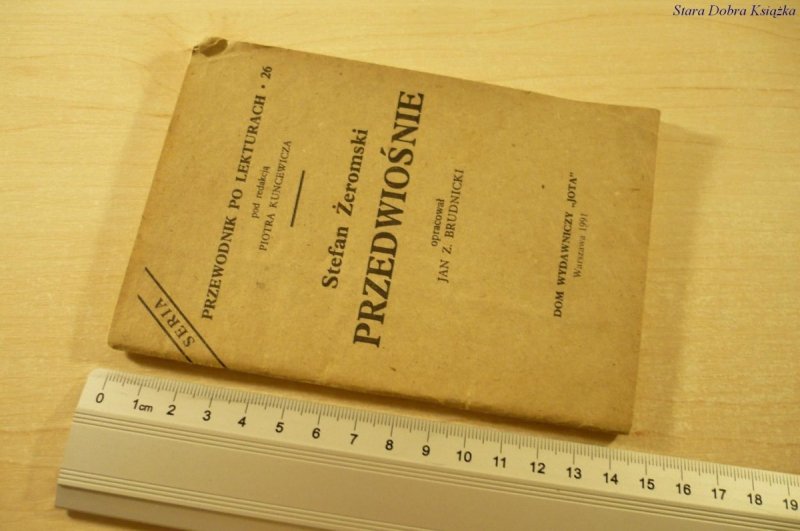 Stara Dobra Książka
SERIA
PRZEWODNIK PO LEKTURACH • 26
pod redakcją
PIOTRA KUNCEWICZA
Stefan Żeromski
PRZEDWIOŚNIE
opracował
JAN Z. BRUDNICKI
DOM WYDAWNICZY „JOTA”
Warszawa 1991
0 1cm 2 3 4 5 6 7 8 9 10 11 12 13 14 15 16 17 18 19